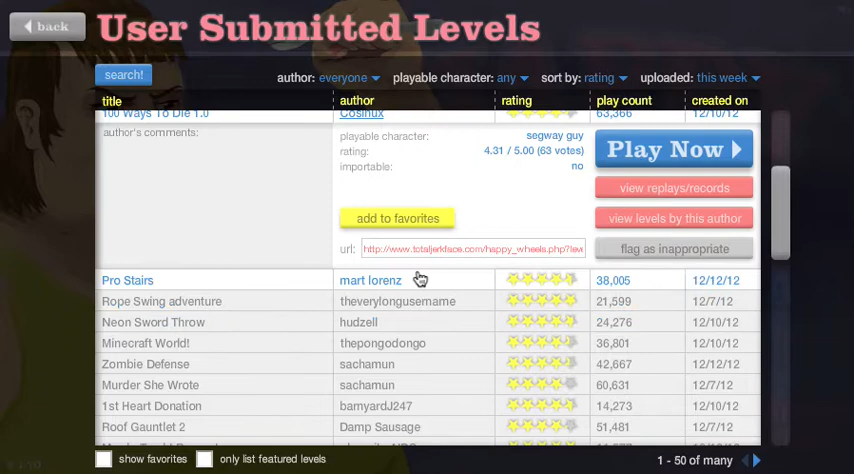 back
User Submitted Levels
search!
author: everyone playable character: any sort by: rating uploaded: this week
title author rating play count created on
100 Ways To Die 1.0 Cosinux 63,366 12/10/12
author's comments:
playable character: segway guy
rating: 4.31 / 5.00 (63 votes)
importable: no
Play Now
view replays/records
add to favorites
view levels by this author
url: http://www.totaljerkface.com/happy_wheels.php?lev
flag as inappropriate
Pro Stairs mart lorenz 38,005 12/12/12
Rope Swing adventure theverylongusername 21,599 12/7/12
Neon Sword Throw hudzell 24,276 12/10/12
Minecraft World! thepongodongo 36,801 12/10/12
Zombie Defense sachamun 42,667 12/12/12
Murder She Wrote sachamun 60,631 12/7/12
1st Heart Donation barnyardJ247 14,273 12/10/12
Roof Gauntlet 2 Damp Sausage 51,481 12/7/12
show favorites only list featured levels 1 - 50 of many